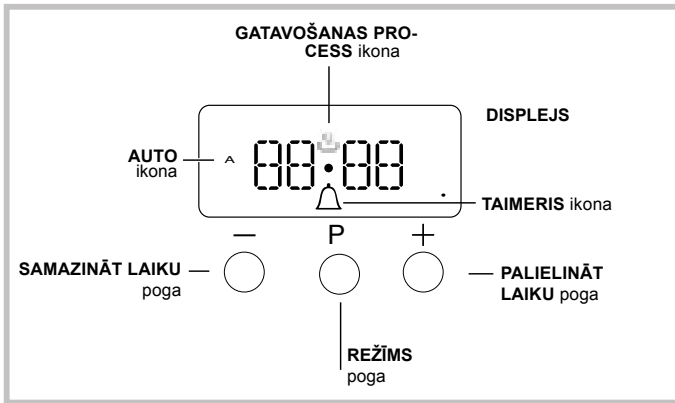 GATAVOŠANAS PRO-
CESS ikona
DISPLEJS
AUTO
ikona
A
88:88
TAIMERIS ikona
− P +
SAMAZINĀT LAIKU
poga
PALIELINĀT
LAIKU poga
REŽĪMS
poga